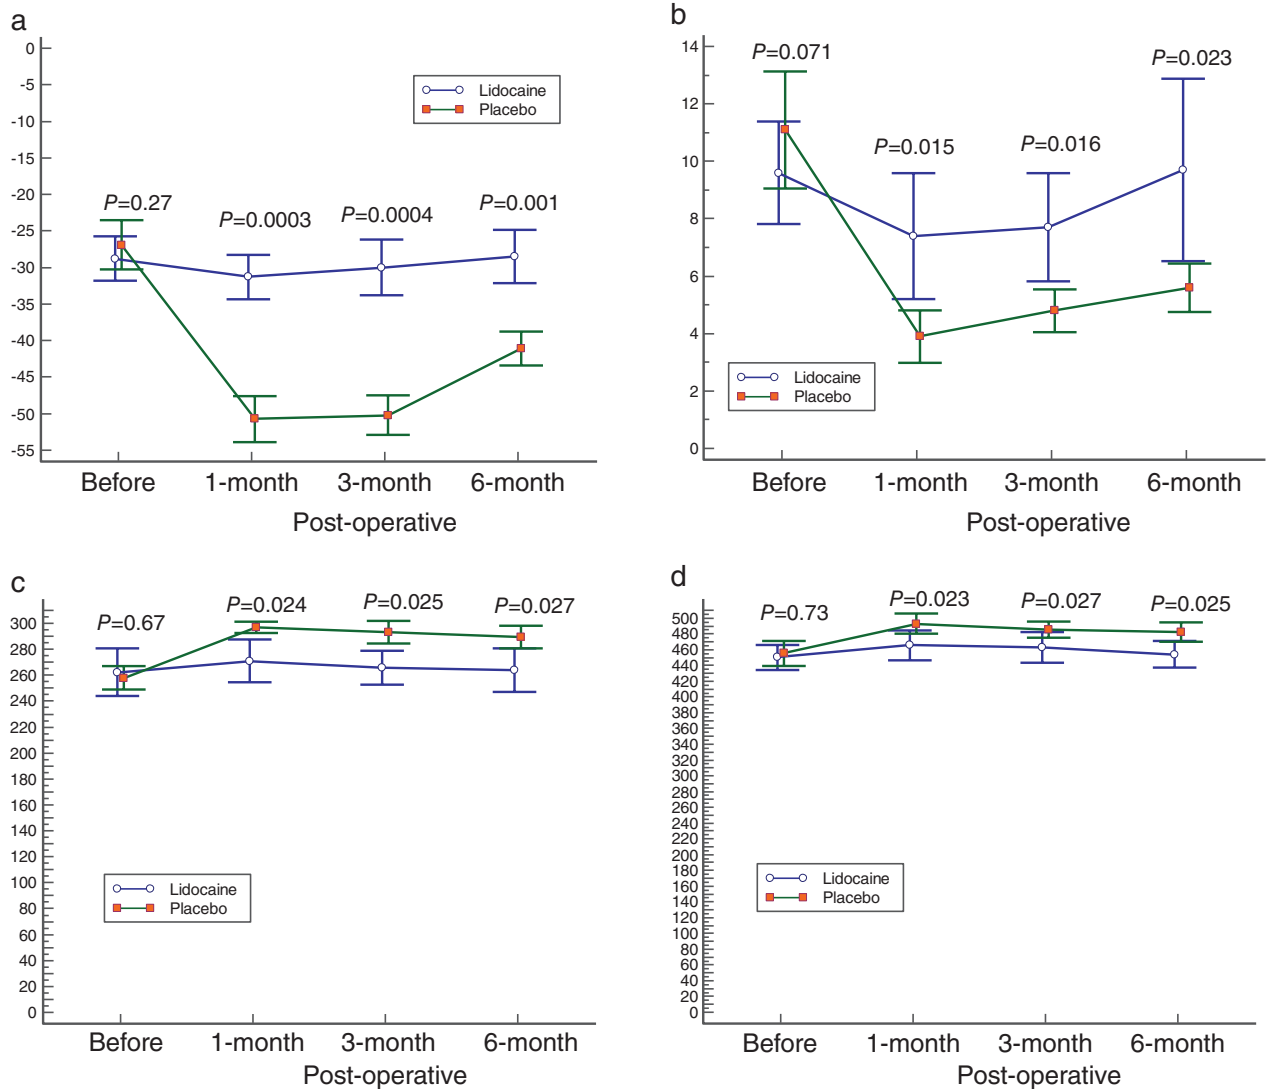 a
0
-5
-10
-15
-20
-25
-30
-35
-40
-45
-50
-55
Lidocaine
Placebo
P=0.27
P=0.0003
P=0.0004
P=0.001
Before
1-month
3-month
6-month
Post-operative
b
14
12
10
8
6
4
2
0
P=0.071
P=0.015
P=0.016
P=0.023
Lidocaine
Placebo
Before
1-month
3-month
6-month
Post-operative
c
300
280
260
240
220
200
180
160
140
120
100
80
60
40
20
0
P=0.67
P=0.024
P=0.025
P=0.027
Lidocaine
Placebo
Before
1-month
3-month
6-month
Post-operative
d
500
480
460
440
420
400
380
360
340
320
300
280
260
240
220
200
180
160
140
120
100
80
60
40
20
0
P=0.73
P=0.023
P=0.027
P=0.025
Lidocaine
Placebo
Before
1-month
3-month
6-month
Post-operative